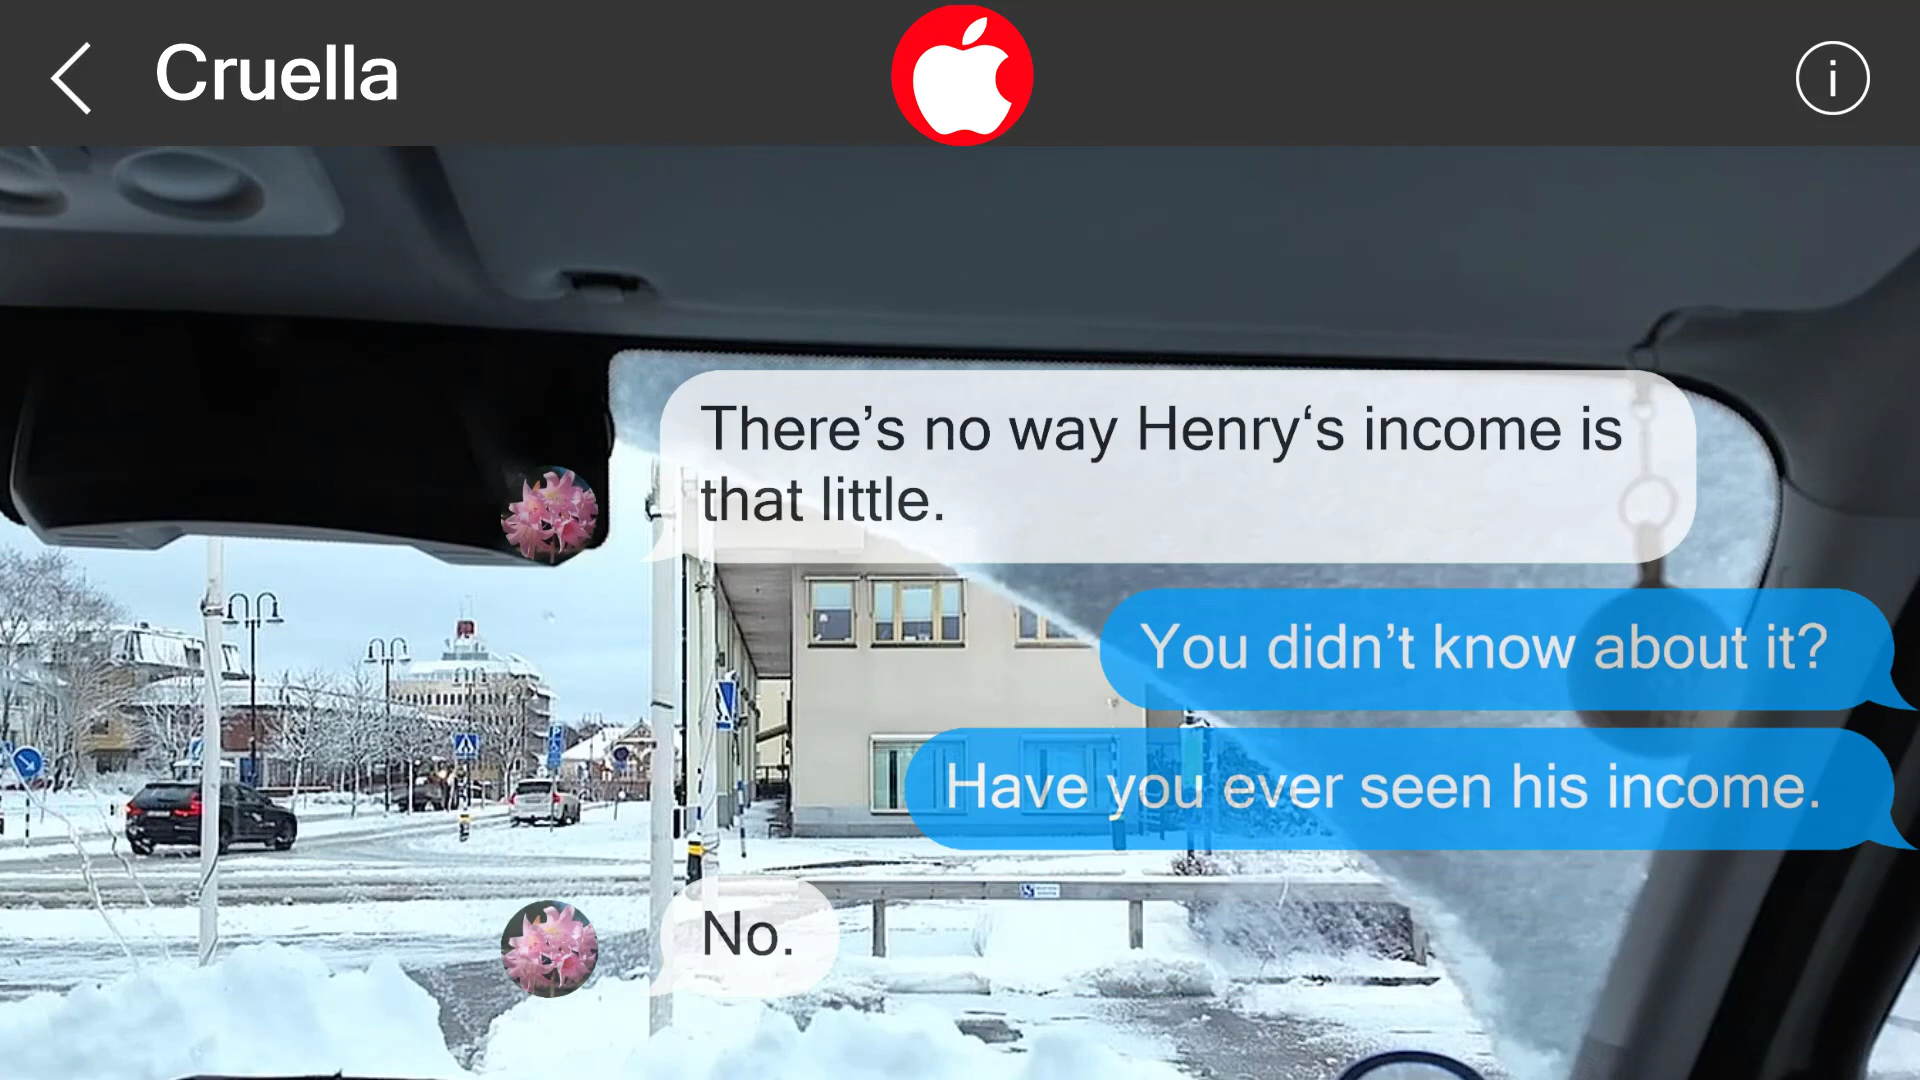 Cruella
There’s no way Henry‘s income is
that little.
You didn’t know about it?
Have you ever seen his income.
No.